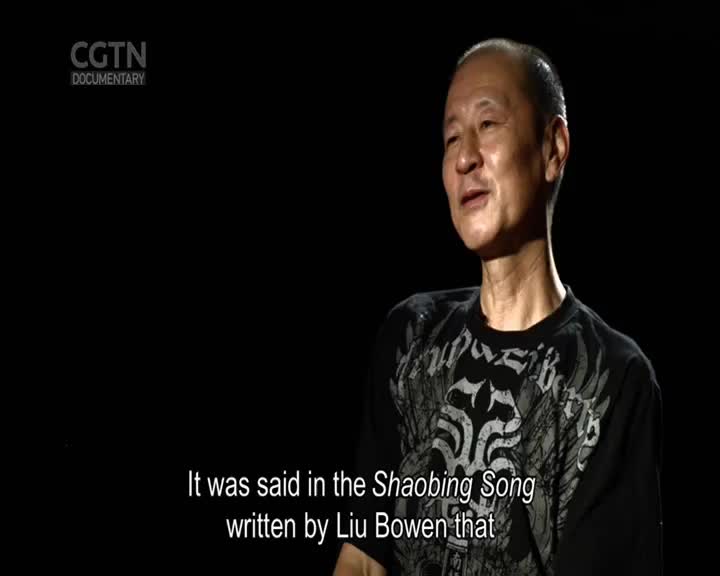 CGTN
DOCUMENTARY
It was said in the Shaobing Song
written by Liu Bowen that